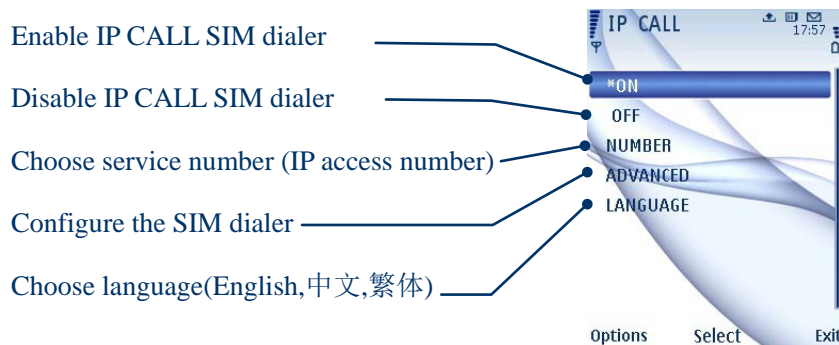 Enable IP CALL SIM dialer
Disable IP CALL SIM dialer
Choose service number (IP access number)
Configure the SIM dialer
Choose language(English,中文,繁体)
IP CALL
17:57
*ON
OFF
NUMBER
ADVANCED
LANGUAGE
Options Select Exit